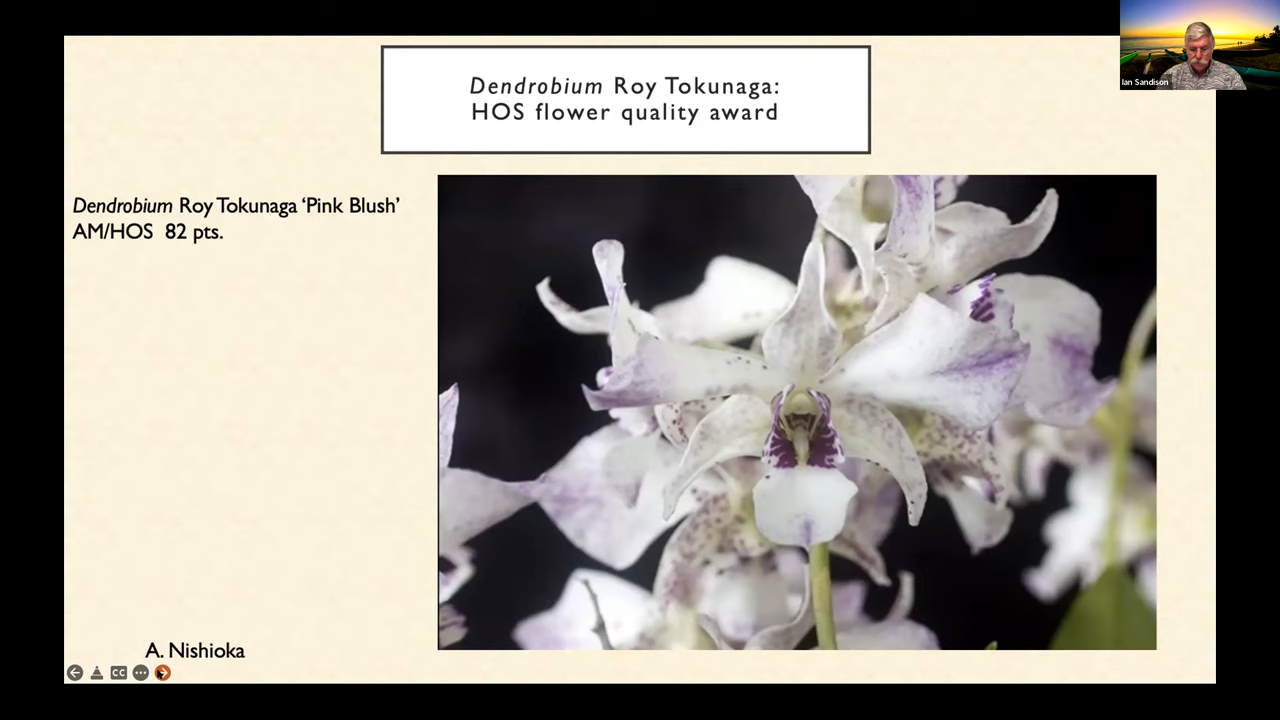 Dendrobium Roy Tokunaga:
HOS flower quality award
Ian Sandison
Dendrobium Roy Tokunaga ‘Pink Blush’
AM/HOS 82 pts.
A. Nishioka
CC